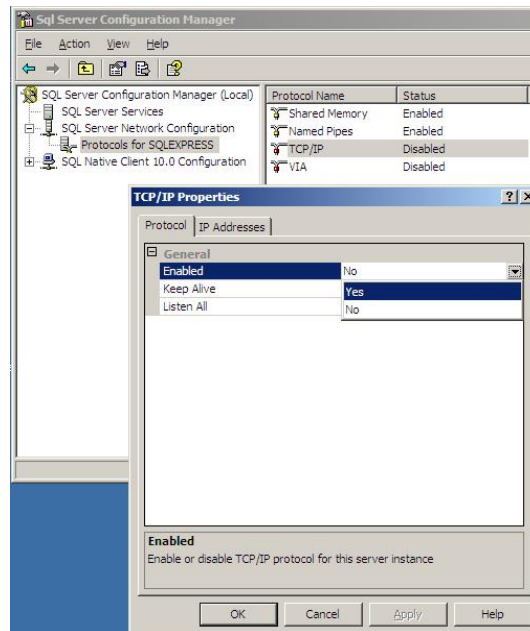 Sql Server Configuration Manager
File Action View Help
SQL Server Configuration Manager (Local)
SQL Server Services
SQL Server Network Configuration
Protocols for SQLEXPRESS
SQL Native Client 10.0 Configuration
Protocol Name Status
Shared Memory Enabled
Named Pipes Enabled
TCP/IP Disabled
VIA Disabled
TCP/IP Properties
Protocol IP Addresses
General
Enabled No
Keep Alive Yes
Listen All No
Enabled
Enable or disable TCP/IP protocol for this server instance
OK Cancel Apply Help